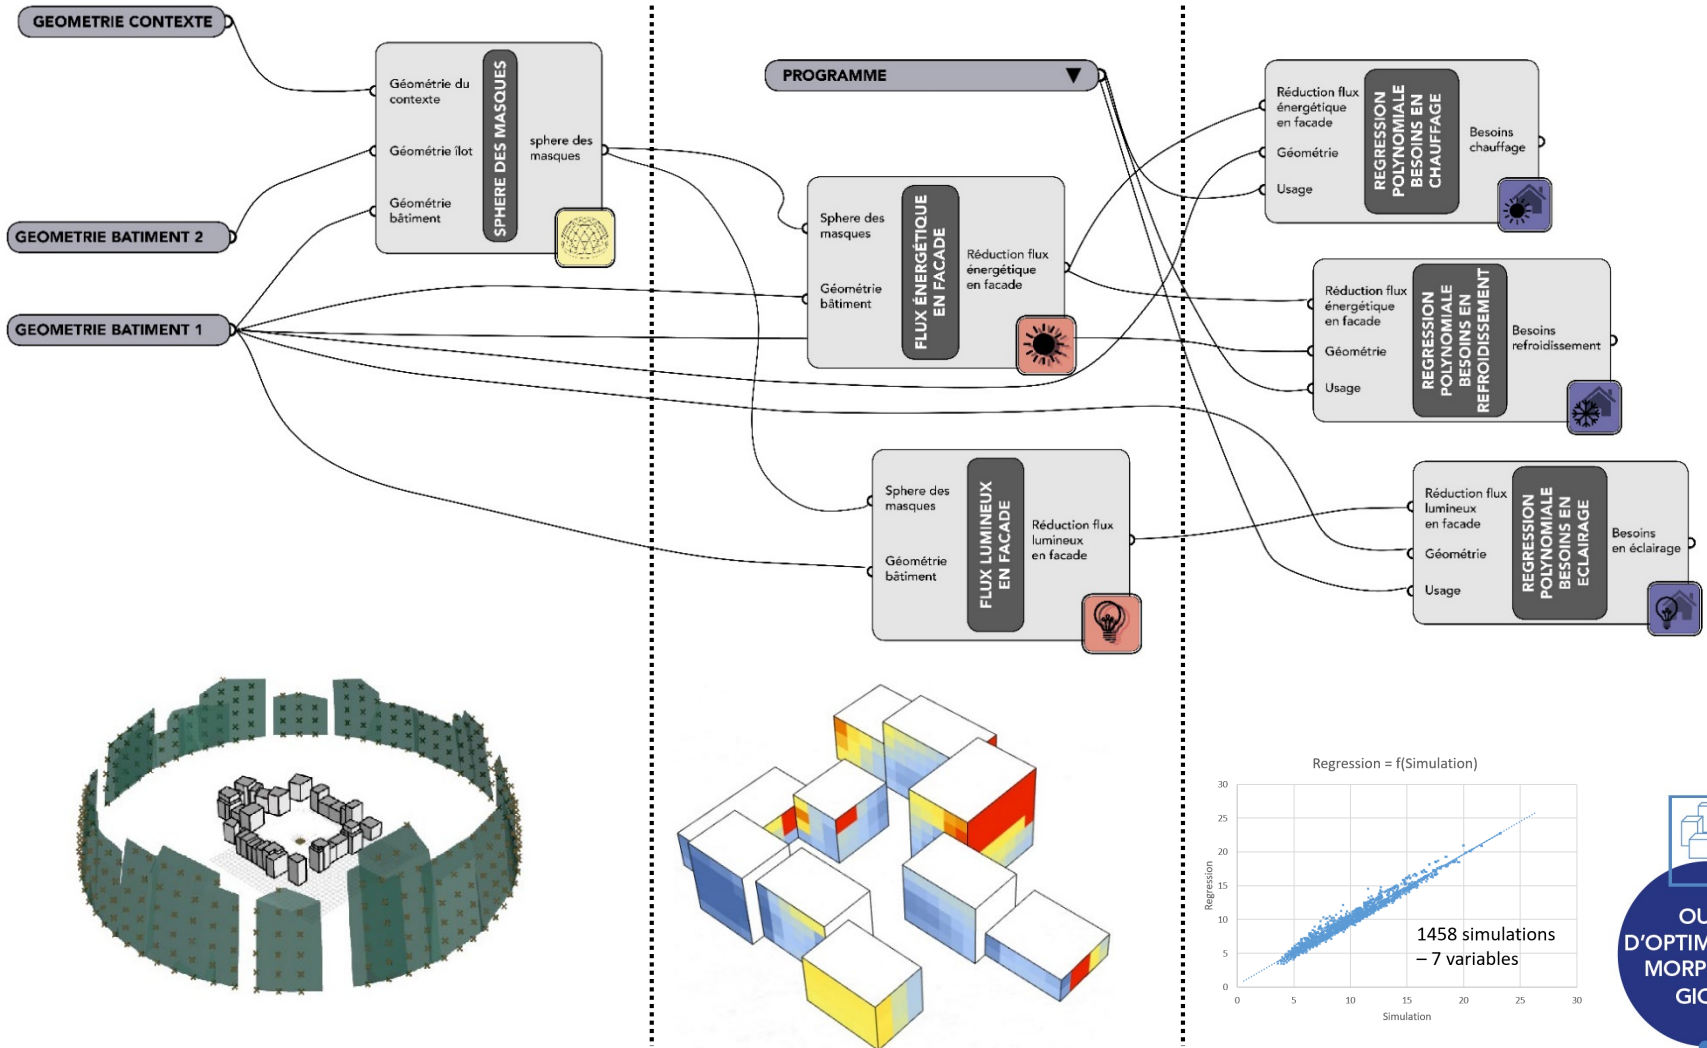 GEOMETRIE CONTEXTE
Géométrie du
contexte
Géométrie îlot
Géométrie
bâtiment
SPHERE DES MASQUES
sphere des
masques
GEOMETRIE BATIMENT 2
GEOMETRIE BATIMENT 1
PROGRAMME
Sphere des
masques
Géométrie
bâtiment
FLUX ÉNERGÉTIQUE
EN FACADE
Réduction flux
énergétique
en facade
Sphere des
masques
Géométrie
bâtiment
FLUX LUMINEUX
EN FACADE
Réduction flux
lumineux
en facade
Réduction flux
énergétique
en facade
Géométrie
Usage
REGRESSION
POLYNOMIALE
BESOINS EN
CHAUFFAGE
Besoins
chauffage
Réduction flux
énergétique
en facade
Géométrie
Usage
REGRESSION
POLYNOMIALE
BESOINS EN
REFROIDISSEMENT
Besoins
refroidissement
Réduction flux
lumineux
en facade
Géométrie
Usage
REGRESSION
POLYNOMIALE
BESOINS EN
ECLAIRAGE
Besoins
en éclairage
Regression = f(Simulation)
30
25
20
15
10
5
0
Regression
0 5 10 15 20 25 30
Simulation
1458 simulations
– 7 variables
OU
D'OPTIM
MORP
GIC